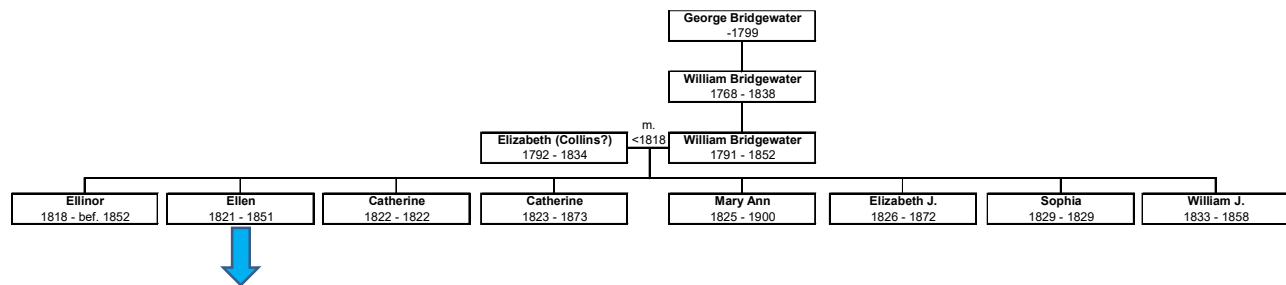 George Bridgewater
-1799
William Bridgewater
1768 - 1838
m.
<1818
Elizabeth (Collins?)
1792 - 1834
William Bridgewater
1791 - 1852
Ellinor
1818 - bef. 1852
Ellen
1821 - 1851
Catherine
1822 - 1822
Catherine
1823 - 1873
Mary Ann
1825 - 1900
Elizabeth J.
1826 - 1872
Sophia
1829 - 1829
William J.
1833 - 1858